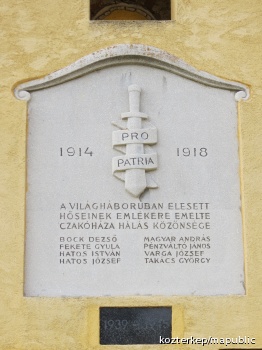 PRO
1914 1918
PATRIA
A VILÁGHÁBORÚBAN ELESETT
HŐSEINEK EMLÉKÉRE EMELTE
CZAKÓHÁZA HÁLÁS KÖZÖNSÉGE
BOCK DEZSŐ MAGYAR ANDRÁS
FEKETE GYULA PÉNZVÁLTÓ JÁNOS
HATOS ISTVÁN VARGA JÓZSEF
HATOS JÓZSEF TAKÁCS GYÖRGY
kozterkep/mapublic